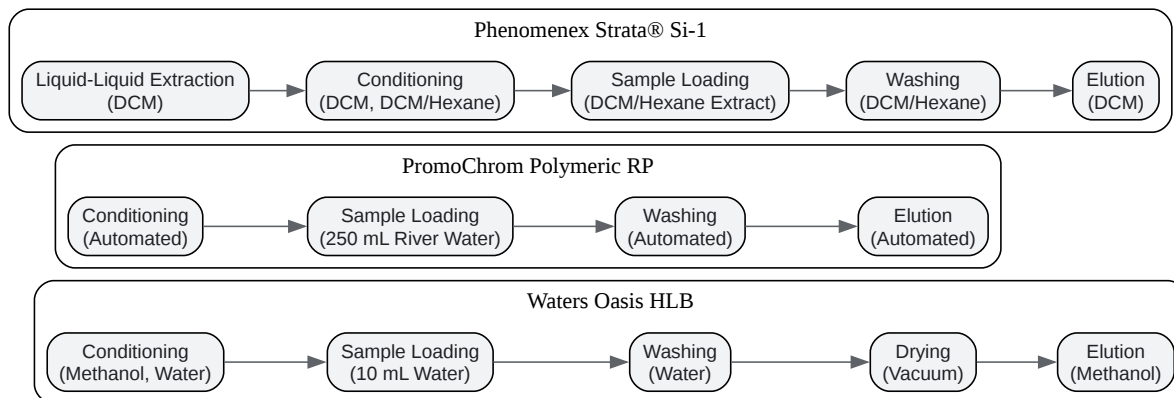 Phenomenex Strata® Si-1
Liquid-Liquid Extraction
(DCM)
Conditioning
(DCM, DCM/Hexane)
Sample Loading
(DCM/Hexane Extract)
Washing
(DCM/Hexane)
Elution
(DCM)
PromoChrom Polymeric RP
Conditioning
(Automated)
Sample Loading
(250 mL River Water)
Washing
(Automated)
Elution
(Automated)
Waters Oasis HLB
Conditioning
(Methanol, Water)
Sample Loading
(10 mL Water)
Washing
(Water)
Drying
(Vacuum)
Elution
(Methanol)